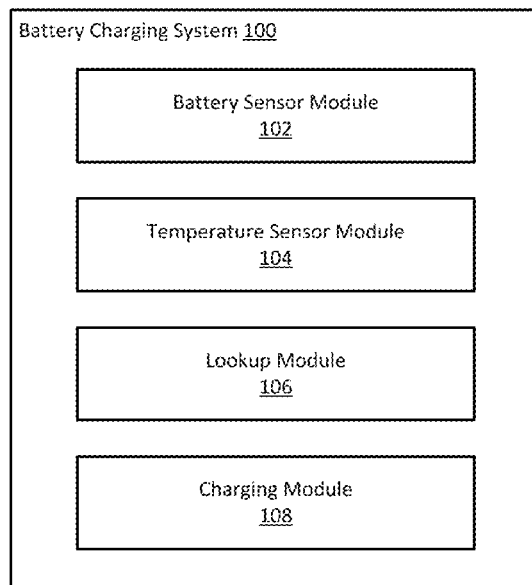 Battery Charging System 100
Battery Sensor Module
102
Temperature Sensor Module
104
Lookup Module
106
Charging Module
108